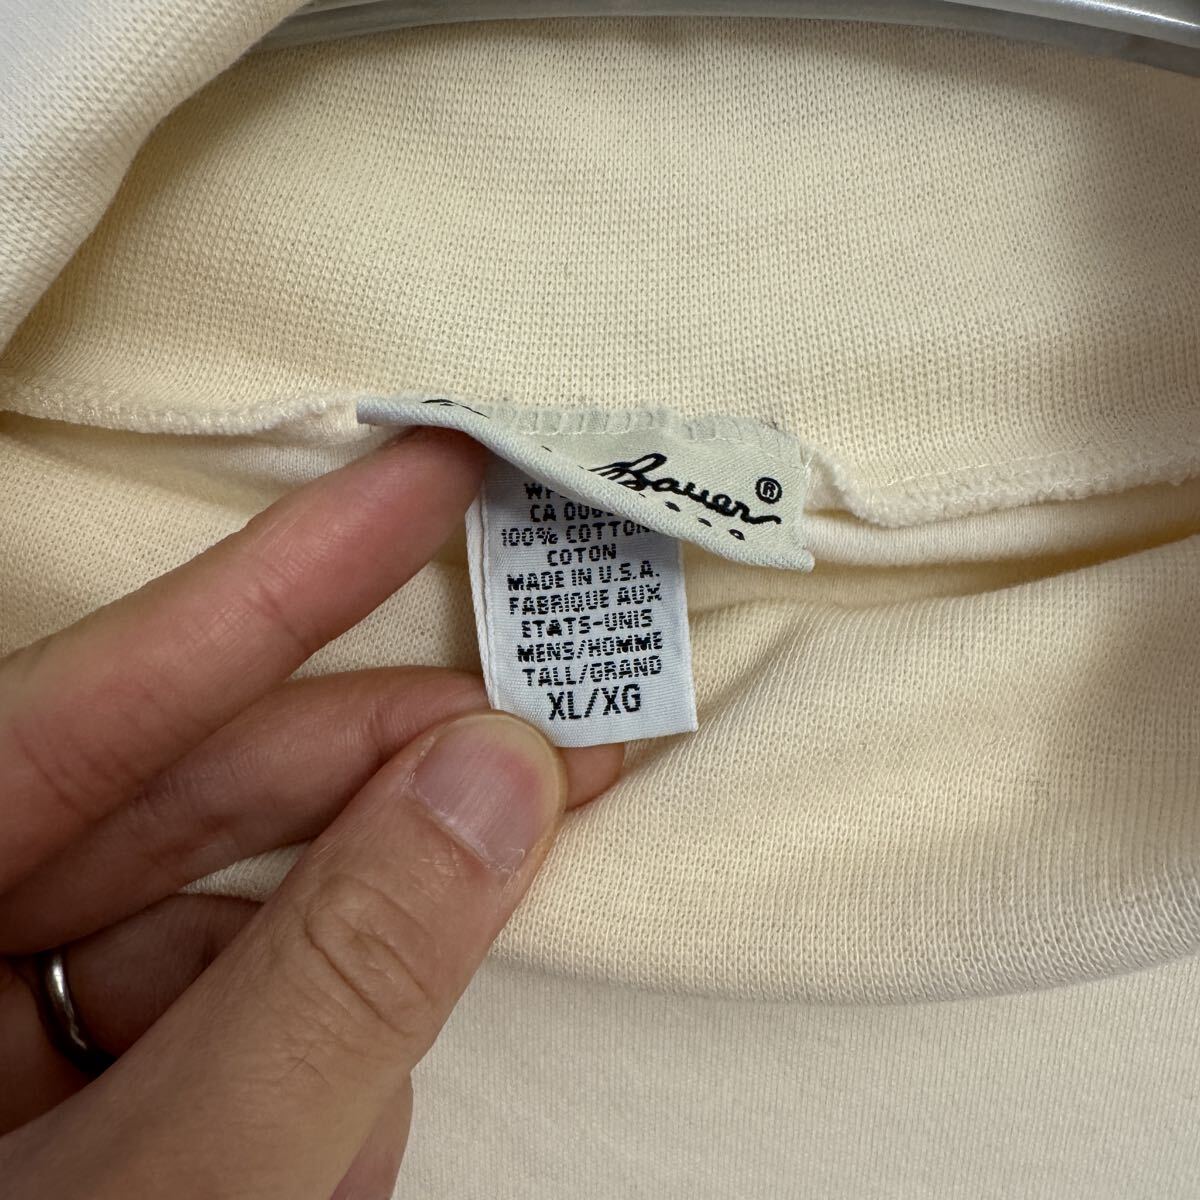 Bauer®
CA
100% COTTON
COTON
MADE IN U.S.A.
FABRIQUE AUX
ETATS-UNIS
MENS/HOMME
TALL/GRAND
XL/XG